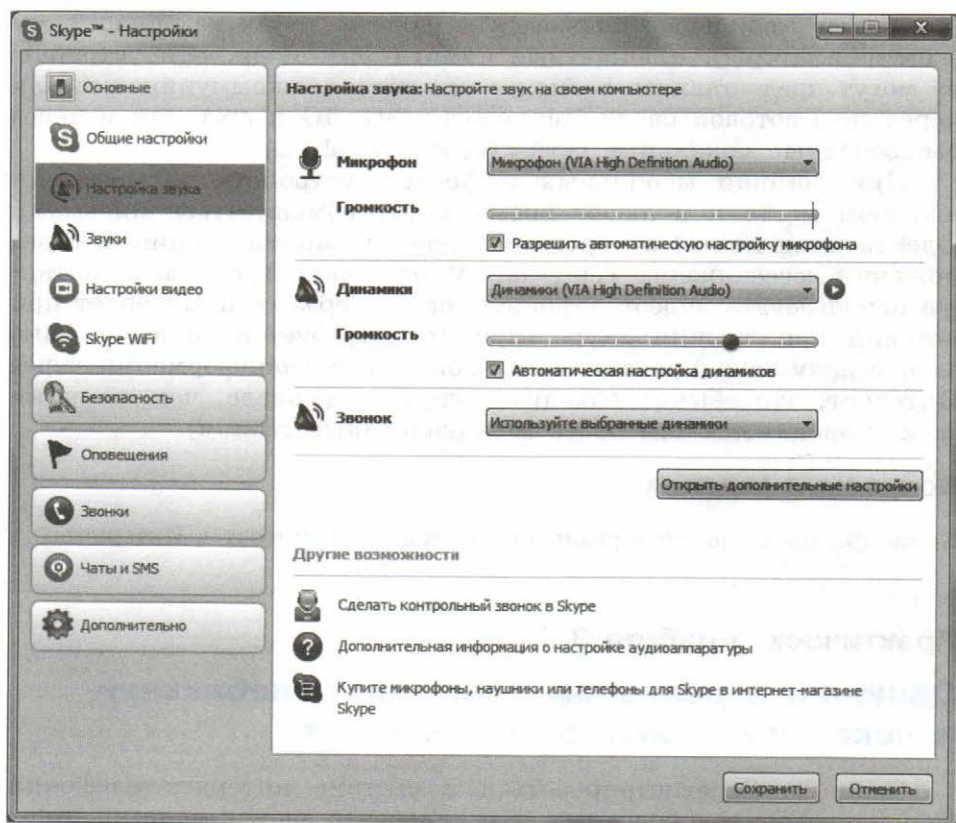 Skype™ - Настройки
Основные
Общие настройки
Настройка звука
Звуки
Настройки видео
Skype WiFi
Безопасность
Оповещения
Звонки
Чаты и SMS
Дополнительно
Настройка звука: Настройте звук на своем компьютере
Микрофон
Микрофон (VIA High Definition Audio)
Громкость
Разрешить автоматическую настройку микрофона
Динамики
Динамики (VIA High Definition Audio)
Громкость
Автоматическая настройка динамиков
Звонок
Используйте выбранные динамики
Открыть дополнительные настройки
Другие возможности
Сделать контрольный звонок в Skype
Дополнительная информация о настройке аудиоаппаратуры
Купите микрофоны, наушники или телефоны для Skype в интернет-магазине
Skype
Сохранить
Отменить